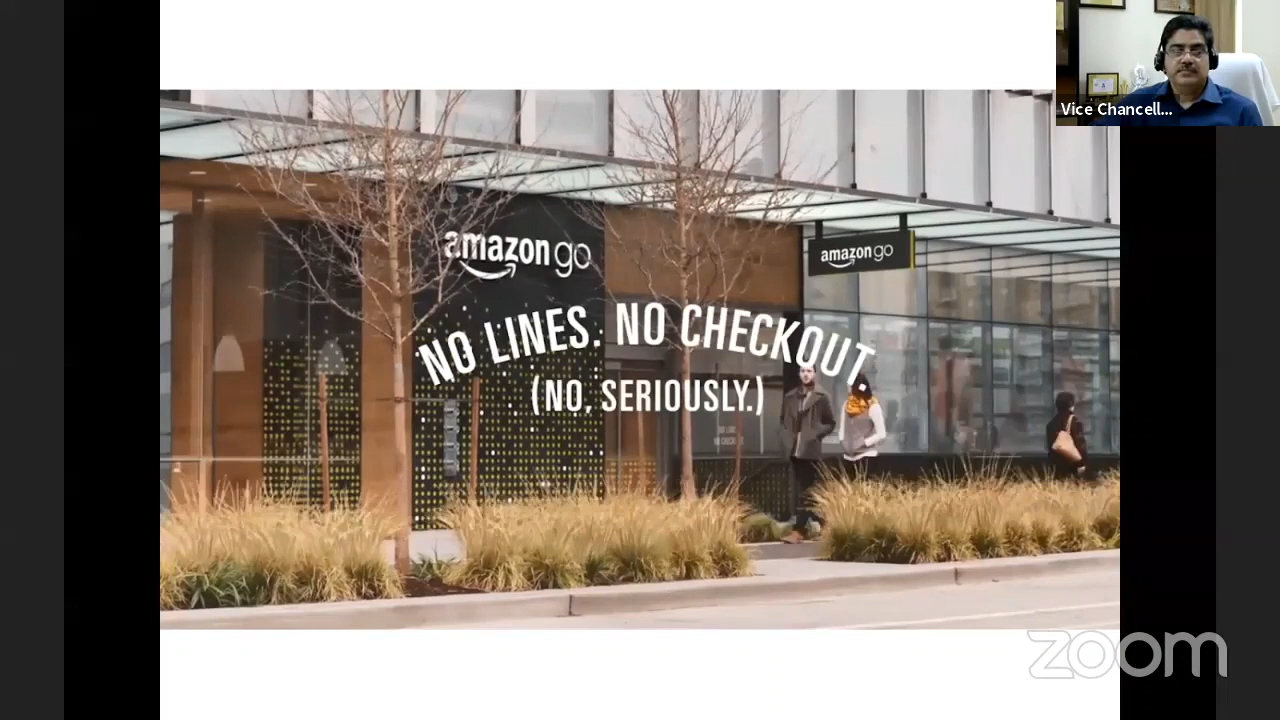 Vice Chancell...
amazon go
amazon go
NO LINES. NO CHECKOUT.
(NO, SERIOUSLY.)
zoom